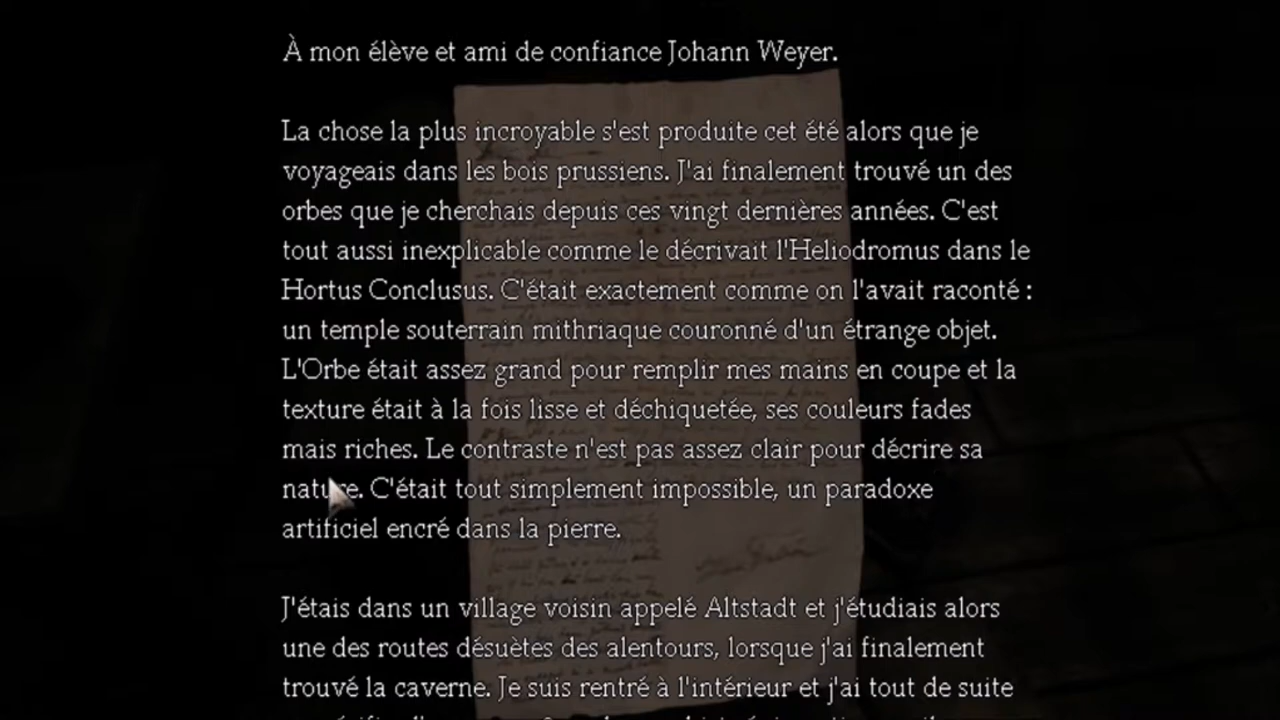 À mon élève et ami de confiance Johann Weyer.
La chose la plus incroyable s'est produite cet été alors que je
voyageais dans les bois prussiens. J'ai finalement trouvé un des
orbes que je cherchais depuis ces vingt dernières années. C'est
tout aussi inexplicable comme le décrivait l'Heliodromus dans le
Hortus Conclusus. C'était exactement comme on l'avait raconté :
un temple souterrain mithriaque couronné d'un étrange objet.
L'Orbe était assez grand pour remplir mes mains en coupe et la
texture était à la fois lisse et déchiquetée, ses couleurs fades
mais riches. Le contraste n'est pas assez clair pour décrire sa
nature. C'était tout simplement impossible, un paradoxe
artificiel encré dans la pierre.
J'étais dans un village voisin appelé Altstadt et j'étudiais alors
une des routes désuètes des alentours, lorsque j'ai finalement
trouvé la caverne. Je suis rentré à l'intérieur et j'ai tout de suite